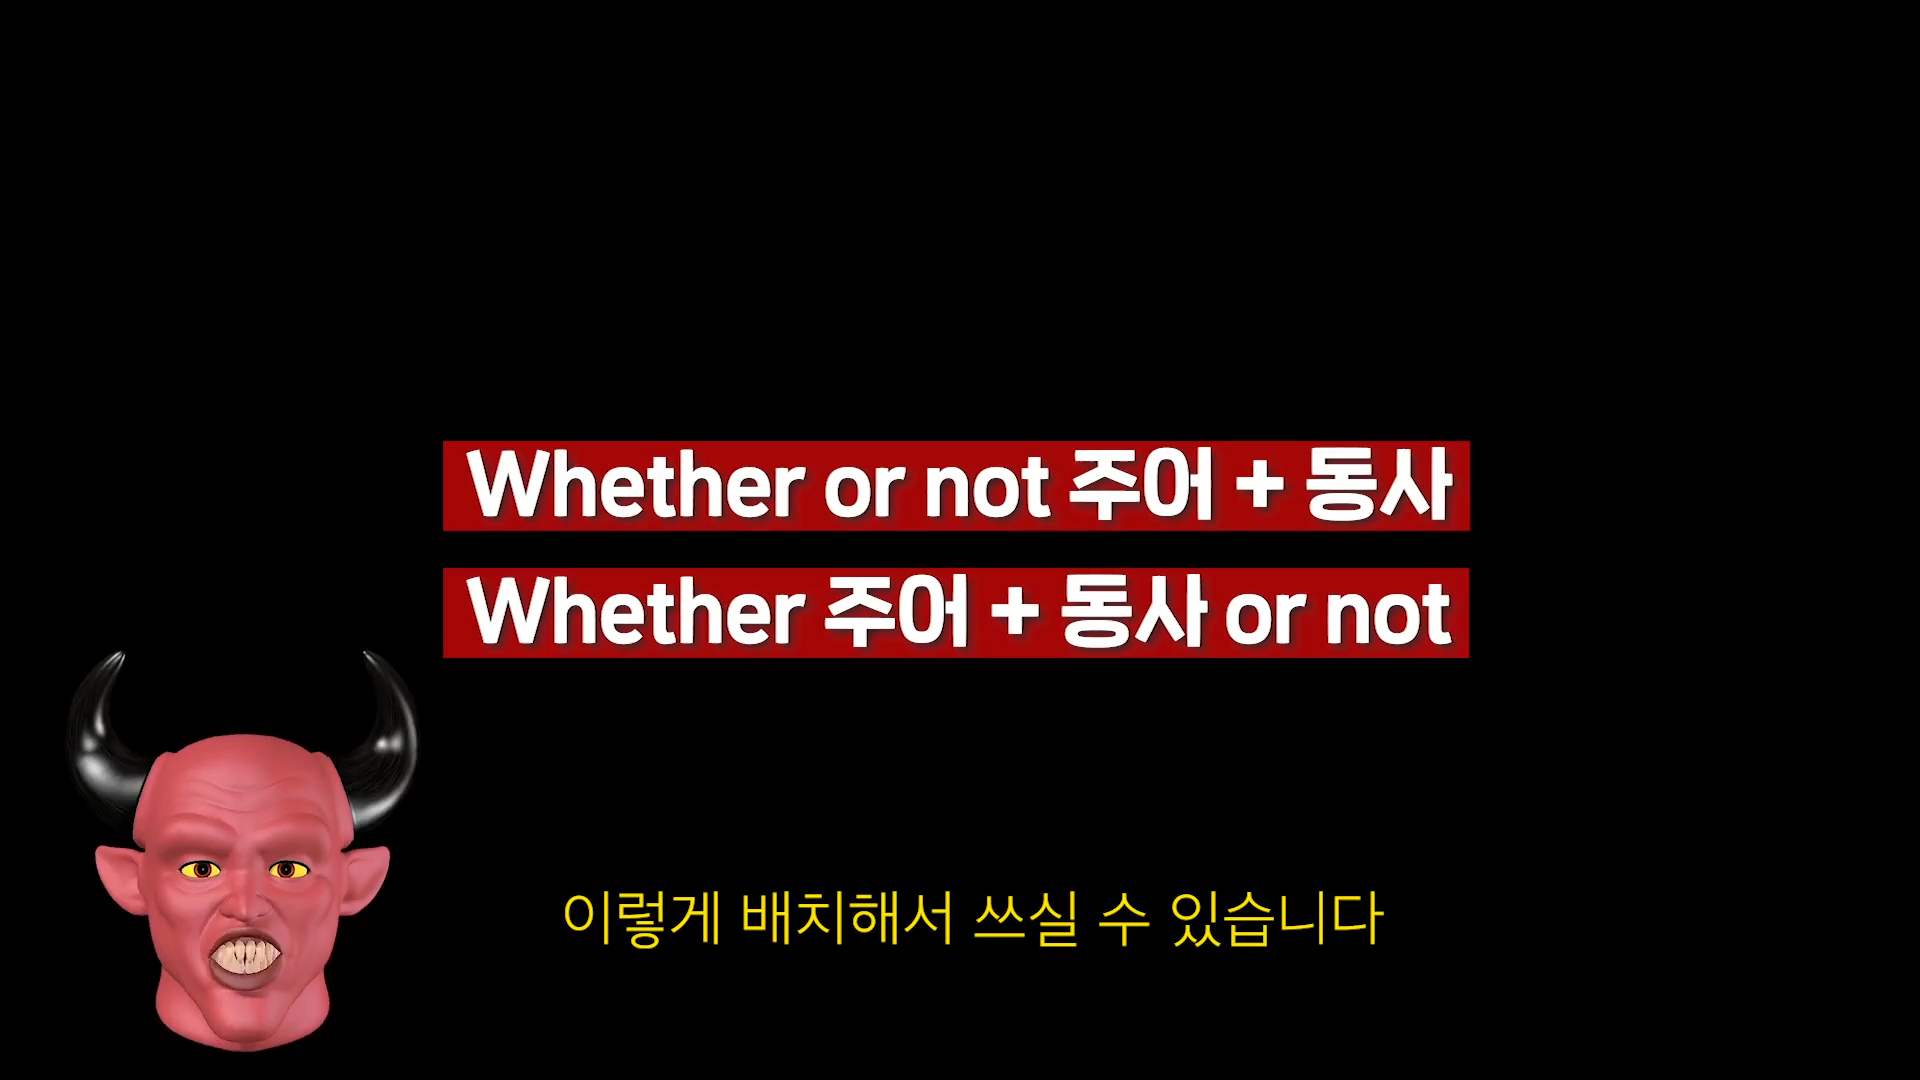 Whether or not 주어 + 동사
Whether 주어 + 동사 or not
이렇게 배치해서 쓰실 수 있습니다